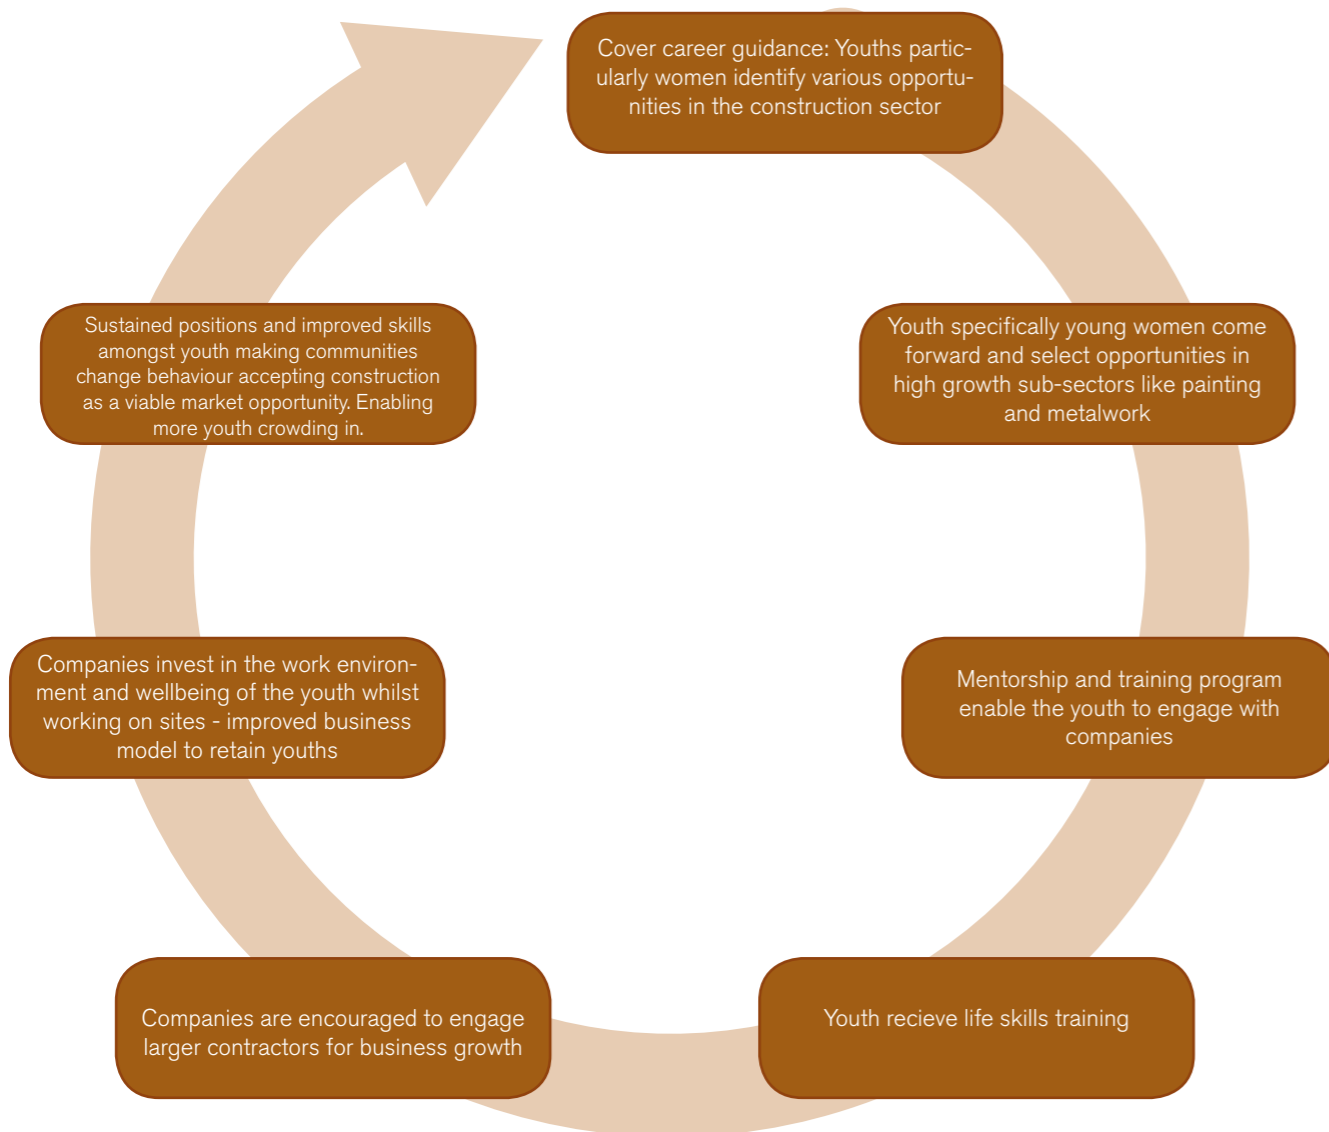 Cover career guidance: Youths partic-
ularly women identify various opportu-
nities in the construction sector
Youth specifically young women come
forward and select opportunities in
high growth sub-sectors like painting
and metalwork
Mentorship and training program
enable the youth to engage with
companies
Youth recieve life skills training
Companies are encouraged to engage
larger contractors for business growth
Companies invest in the work environ-
ment and wellbeing of the youth whilst
working on sites - improved business
model to retain youths
Sustained positions and improved skills
amongst youth making communities
change behaviour accepting construction
as a viable market opportunity. Enabling
more youth crowding in.